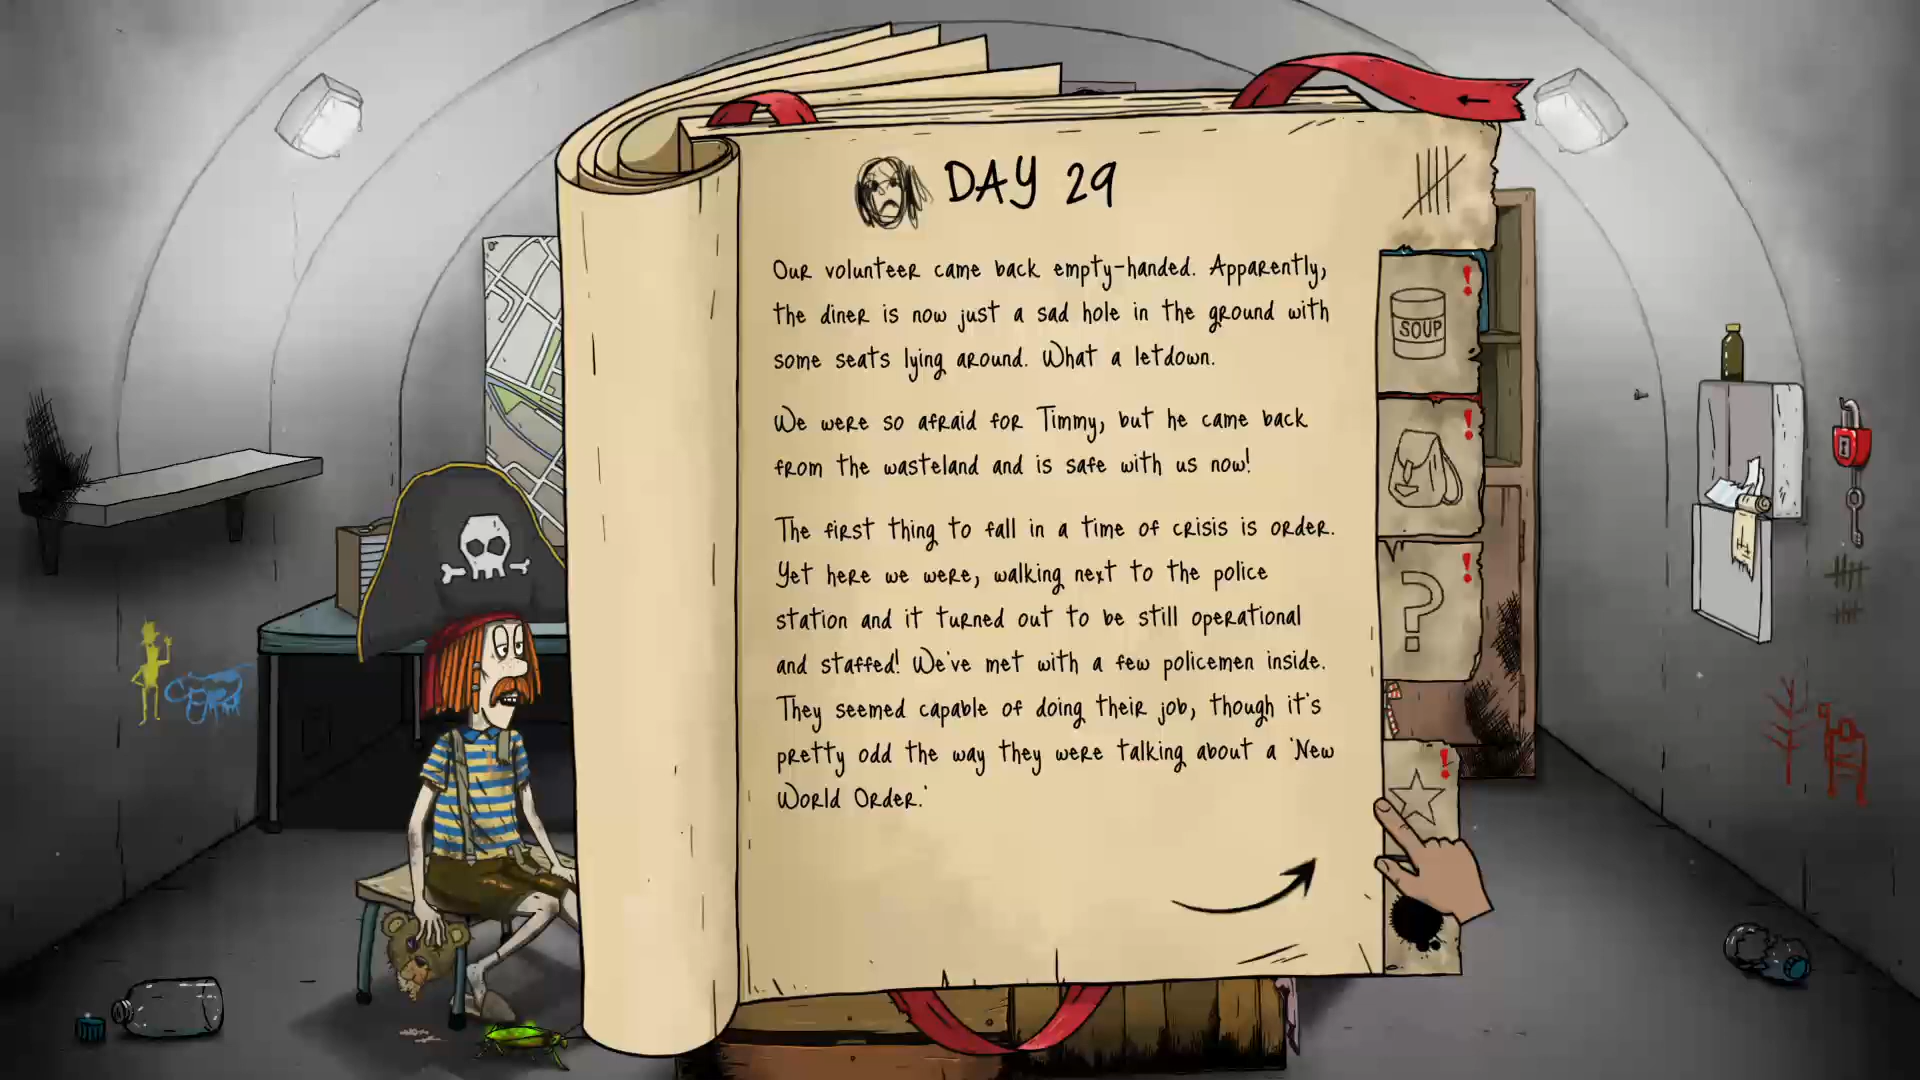 DAY 29
Our volunteer came back empty-handed. Apparently,
the diner is now just a sad hole in the ground with
some seats lying around. What a letdown.
We were so afraid for Timmy, but he came back
from the wasteland and is safe with us now!
The first thing to fall in a time of crisis is order.
Yet here we were, walking next to the police
station and it turned out to be still operational
and staffed! We've met with a few policemen inside.
They seemed capable of doing their job, though it's
pretty odd the way they were talking about a 'New
World Order.'
!
SOUP
!
!
?
!